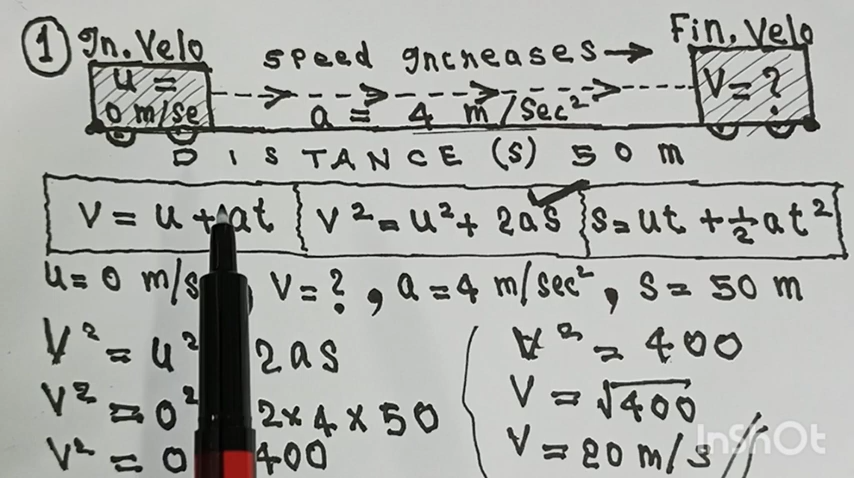 1 In. Velo speed increases → Fin. Velo
u =
0 m/se a = 4 m/sec² V = ?
DISTANCE (S) 50 m
V = u + at V² = u² + 2as S = ut + ½ at²
u = 0 m/s V = ?, a = 4 m/sec², S = 50 m
V² = u² 2as
V² = 0² 2×4×50
V² = 0 400
V² = 400
V = √400
V = 20 m/s
InShOt